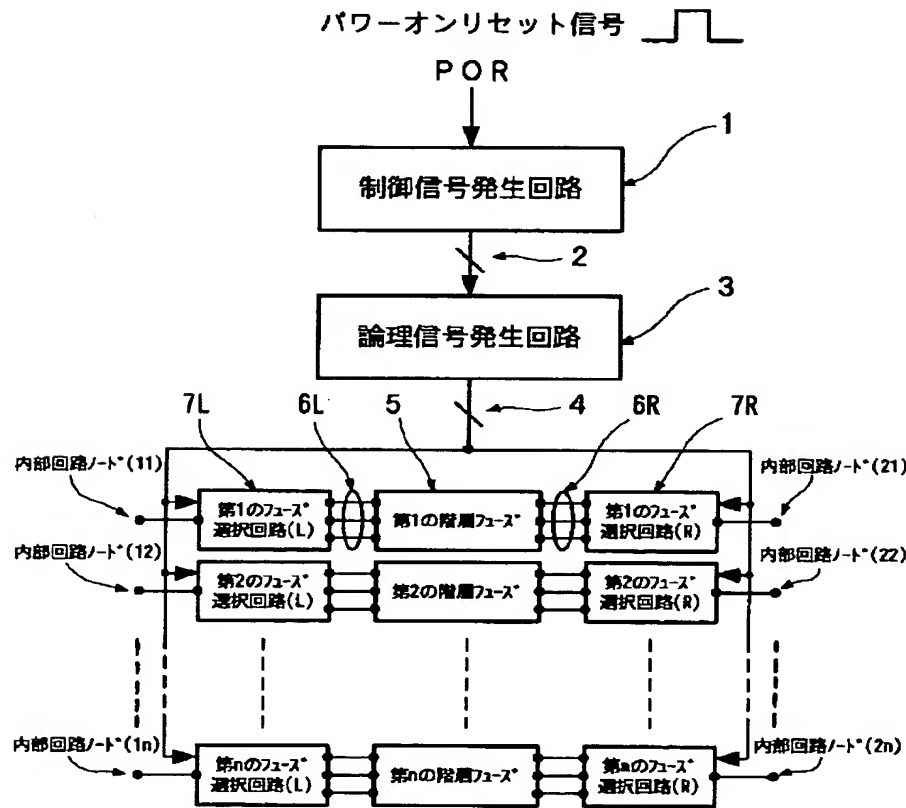 パワーオンリセット信号
POR
1
制御信号発生回路
2
3
論理信号発生回路
4
7L
6L
5
6R
7R
内部回路ノード(11)
内部回路ノード(21)
第1のフューズ
選択回路(L)
第1の階層フューズ
第1のフューズ
選択回路(R)
内部回路ノード(12)
内部回路ノード(22)
第2のフューズ
選択回路(L)
第2の階層フューズ
第2のフューズ
選択回路(R)
内部回路ノード(1n)
内部回路ノード(2n)
第nのフューズ
選択回路(L)
第nの階層フューズ
第mのフューズ
選択回路(R)